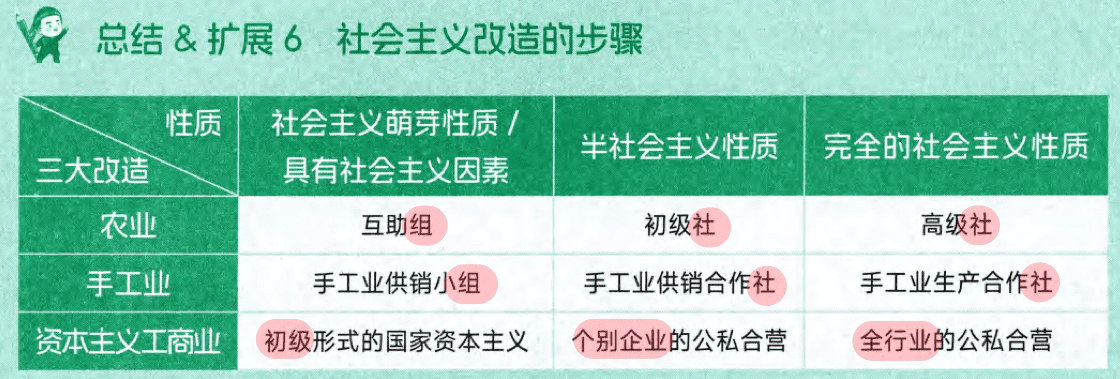 总结 & 扩展 6 社会主义改造的步骤
性质
三大改造
社会主义萌芽性质 /
具有社会主义因素
半社会主义性质
完全的社会主义性质
农业 互助组 初级社 高级社
手工业 手工业供销小组 手工业供销合作社 手工业生产合作社
资本主义工商业 初级形式的国家资本主义 个别企业的公私合营 全行业的公私合营